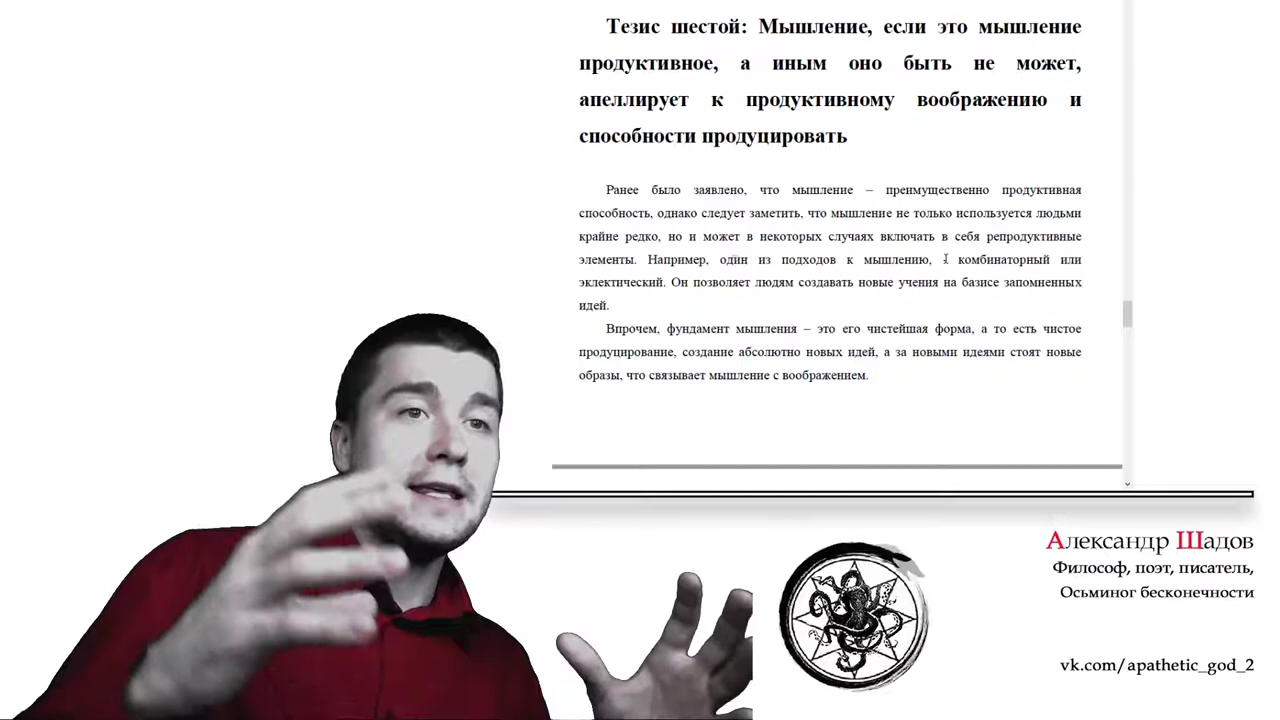 Тезис шестой: Мышление, если это мышление
продуктивное, а иным оно быть не может,
апеллирует к продуктивному воображению и
способности продуцировать
Ранее было заявлено, что мышление – преимущественно продуктивная
способность, однако следует заметить, что мышление не только используется людьми
крайне редко, но и может в некоторых случаях включать в себя репродуктивные
элементы. Например, один из подходов к мышлению, комбинаторный или
эклектический. Он позволяет людям создавать новые учения на базисе запомненных
идей.
Впрочем, фундамент мышления – это его чистейшая форма, а то есть чистое
продуцирование, создание абсолютно новых идей, а за новыми идеями стоят новые
образы, что связывает мышление с воображением.
Александр Шадов
Философ, поэт, писатель,
Осьминог бесконечности
vk.com/apathetic_god_2